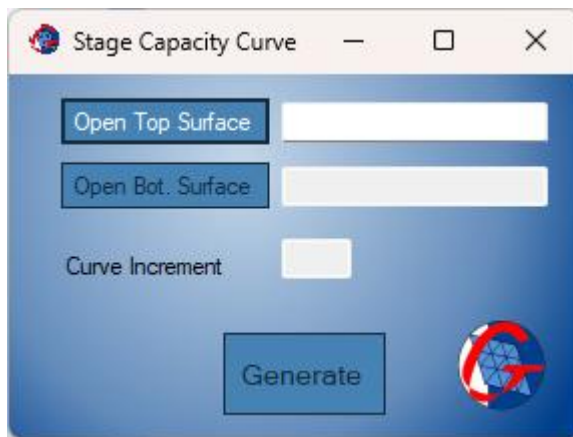 Stage Capacity Curve
Open Top Surface
Open Bot. Surface
Curve Increment
Generate
G